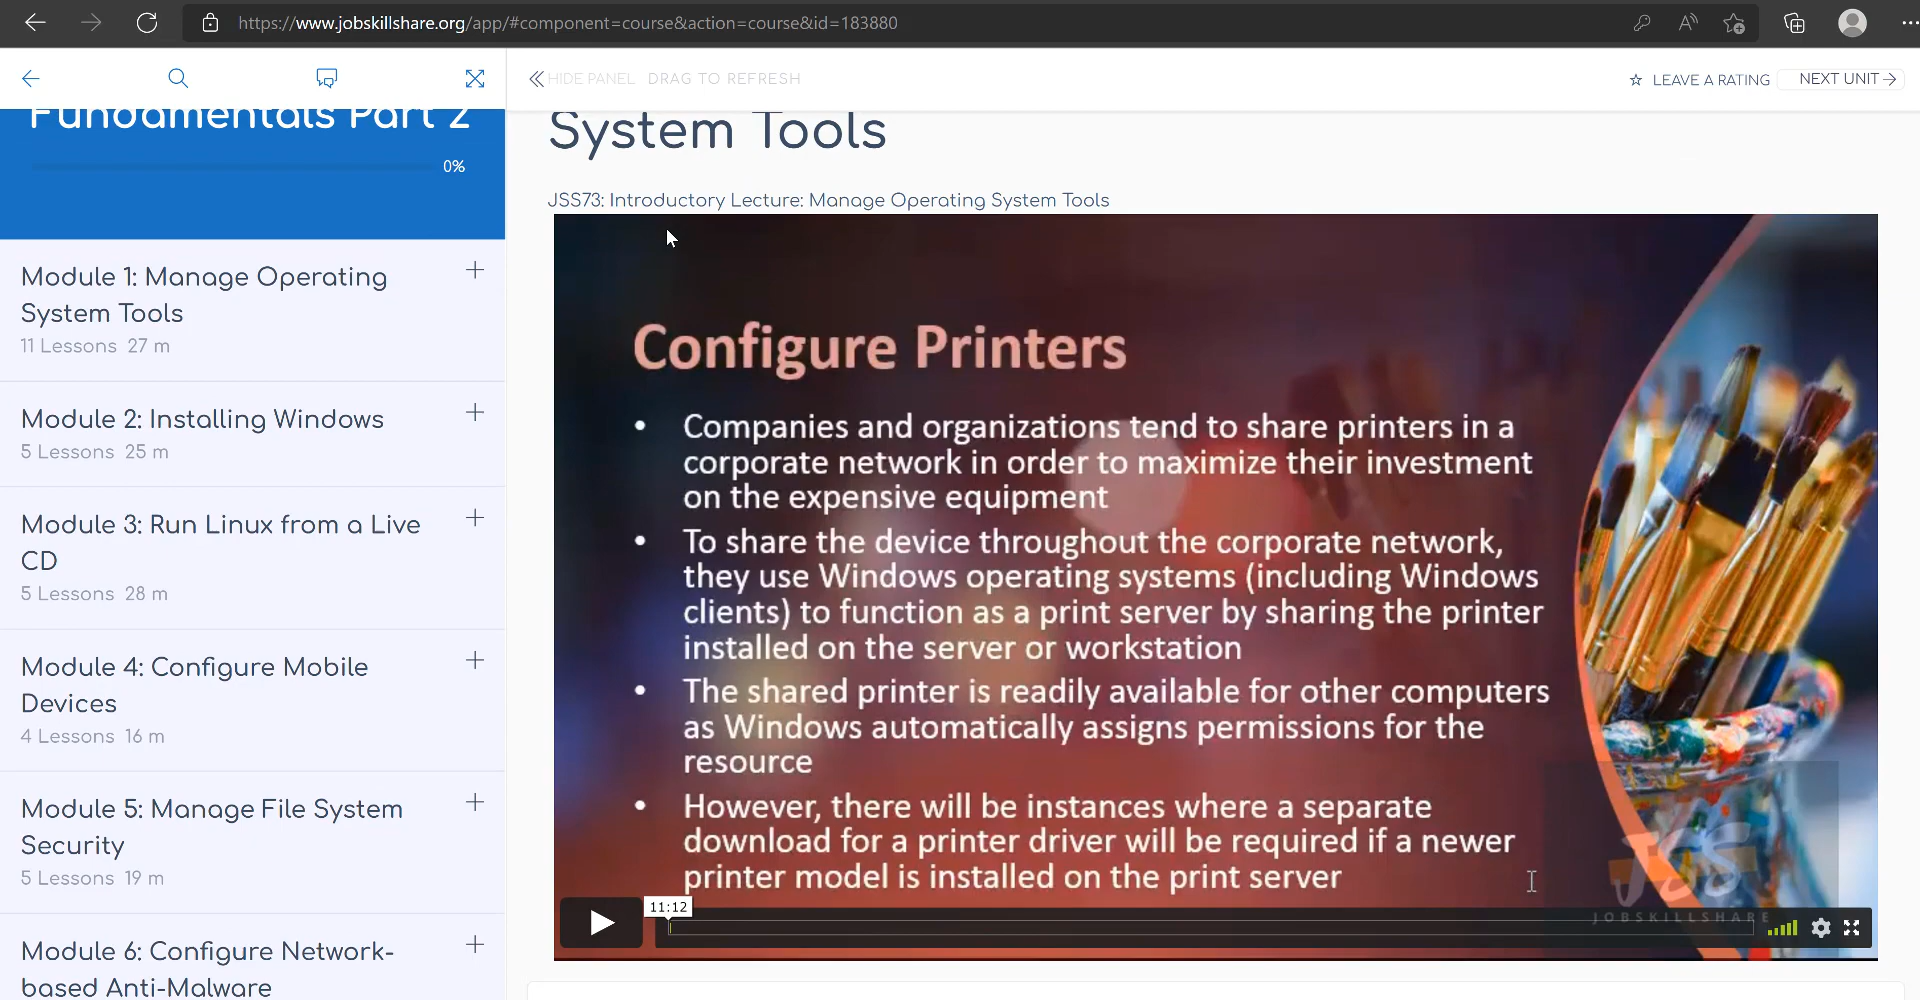 https://www.jobskillshare.org/app/#component=course&action=course&id=183880
HIDE PANEL DRAG TO REFRESH
LEAVE A RATING
NEXT UNIT
Fundamentals Part 2
0%
Module 1: Manage Operating
System Tools
11 Lessons 27 m
Module 2: Installing Windows
5 Lessons 25 m
Module 3: Run Linux from a Live
CD
5 Lessons 28 m
Module 4: Configure Mobile
Devices
4 Lessons 16 m
Module 5: Manage File System
Security
5 Lessons 19 m
Module 6: Configure Network-
based Anti-Malware
System Tools
JSS73: Introductory Lecture: Manage Operating System Tools
Configure Printers
• Companies and organizations tend to share printers in a
corporate network in order to maximize their investment
on the expensive equipment
• To share the device throughout the corporate network,
they use Windows operating systems (including Windows
clients) to function as a print server by sharing the printer
installed on the server or workstation
• The shared printer is readily available for other computers
as Windows automatically assigns permissions for the
resource
• However, there will be instances where a separate
download for a printer driver will be required if a newer
printer model is installed on the print server
JSS
JOBSKILLSHARE
11:12